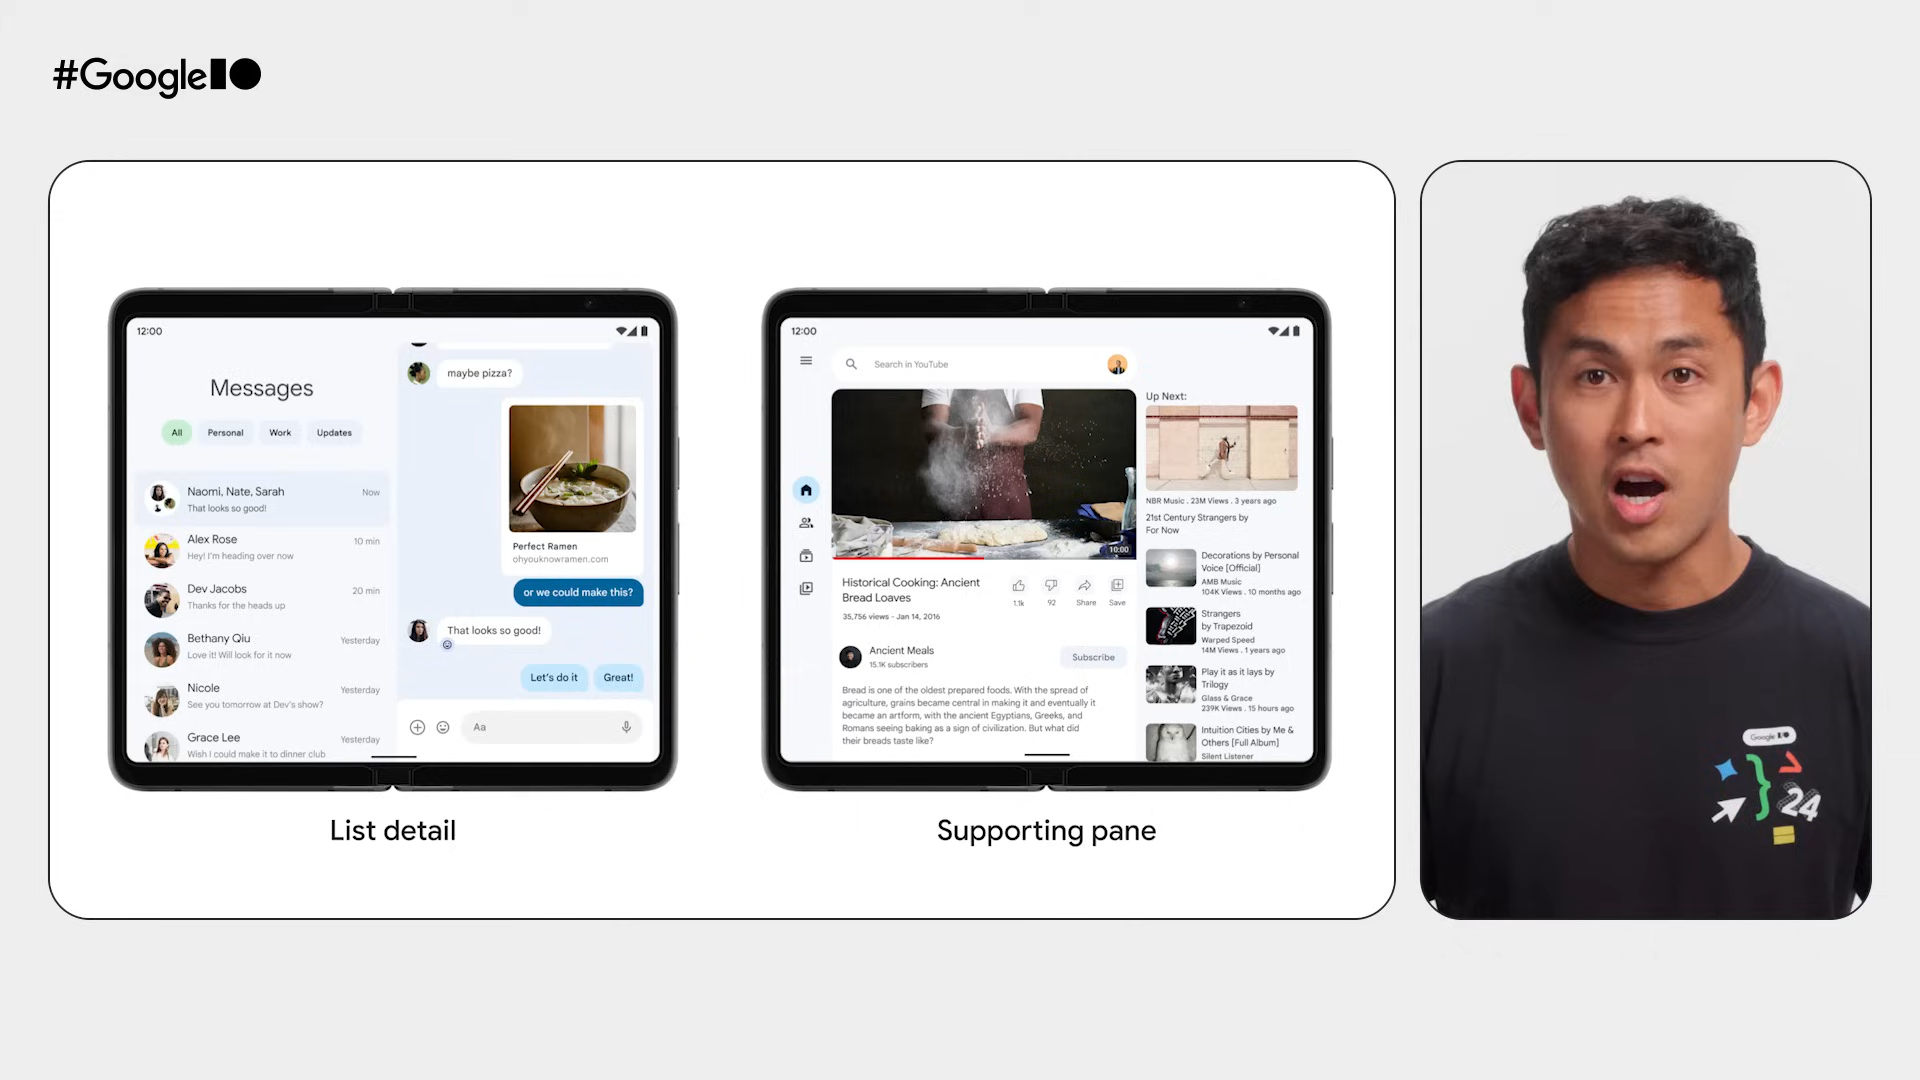 #GoogleIO
12:00
Messages
All
Personal
Work
Updates
Naomi, Nate, Sarah
Now
That looks so good!
Alex Rose
10 min
Hey! I'm heading over now
Dev Jacobs
20 min
Thanks for the heads up
Bethany Qiu
Yesterday
Love it! Will look for it now
Nicole
Yesterday
See you tomorrow at Dev's show?
Grace Lee
Yesterday
Wish I could make it to dinner club
maybe pizza?
Perfect Ramen
ohyouknowramen.com
or we could make this?
That looks so good!
Let's do it
Great!
Aa
List detail
12:00
Search in YouTube
10:00
Historical Cooking: Ancient
Bread Loaves
35,756 views - Jan 14, 2016
1.1k
92
Share
Save
Ancient Meals
15.1K subscribers
Subscribe
Bread is one of the oldest prepared foods. With the spread of
agriculture, grains became central in making it and eventually it
became an artform, with the ancient Egyptians, Greeks, and
Romans seeing baking as a sign of civilization. But what did
their breads taste like?
Up Next:
NBR Music . 23M Views . 3 years ago
21st Century Strangers by
For Now
Decorations by Personal
Voice [Official]
AMB Music
104K Views . 10 months ago
Strangers
by Trapezoid
Warped Speed
14M Views . 1 years ago
Play it as it lays by
Trilogy
Glass & Grace
239K Views . 15 hours ago
Intuition Cities by Me &
Others [Full Album]
Silent Listener
Supporting pane
Google IO
24